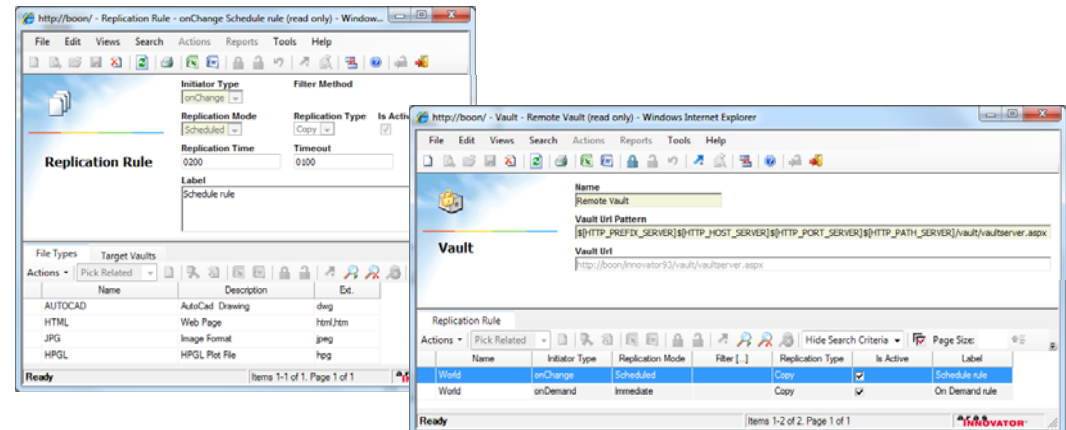 http://boon/ - Replication Rule - onChange Schedule rule (read only) - Window...
File Edit Views Search Actions Reports Tools Help
Initiator Type Filter Method
onChange
Replication Mode Replication Type Is Activ
Scheduled Copy
Replication Rule
Replication Time Timeout
0200 0100
Label
Schedule rule
File Types Target Vaults
Actions Pick Related
Name Description Ext.
AUTOCAD AutoCad Drawing dwg
HTML Web Page html,htm
JPG Image Format jpeg
HPGL HPGL Plot File hpg
Ready Items 1-1 of 1. Page 1 of 1
http://boon/ - Vault - Remote Vault (read only) - Windows Internet Explorer
File Edit Views Search Actions Reports Tools Help
Name
Remote Vault
Vault Url Pattern
$[HTTP_PREFIX_SERVER]$[HTTP_HOST_SERVER]$[HTTP_PORT_SERVER]$[HTTP_PATH_SERVER]/vault/vaultserver.aspx
Vault
Vault Url
http://boon/innovator93/vault/vaultserver.aspx
Replication Rule
Actions Pick Related Hide Search Criteria Page Size:
Name Initiator Type Replication Mode Filter [...] Replication Type Is Active Label
World onChange Scheduled Copy Schedule rule
World onDemand Immediate Copy On Demand rule
Ready Items 1-2 of 2. Page 1 of 1 aras INNOVATOR